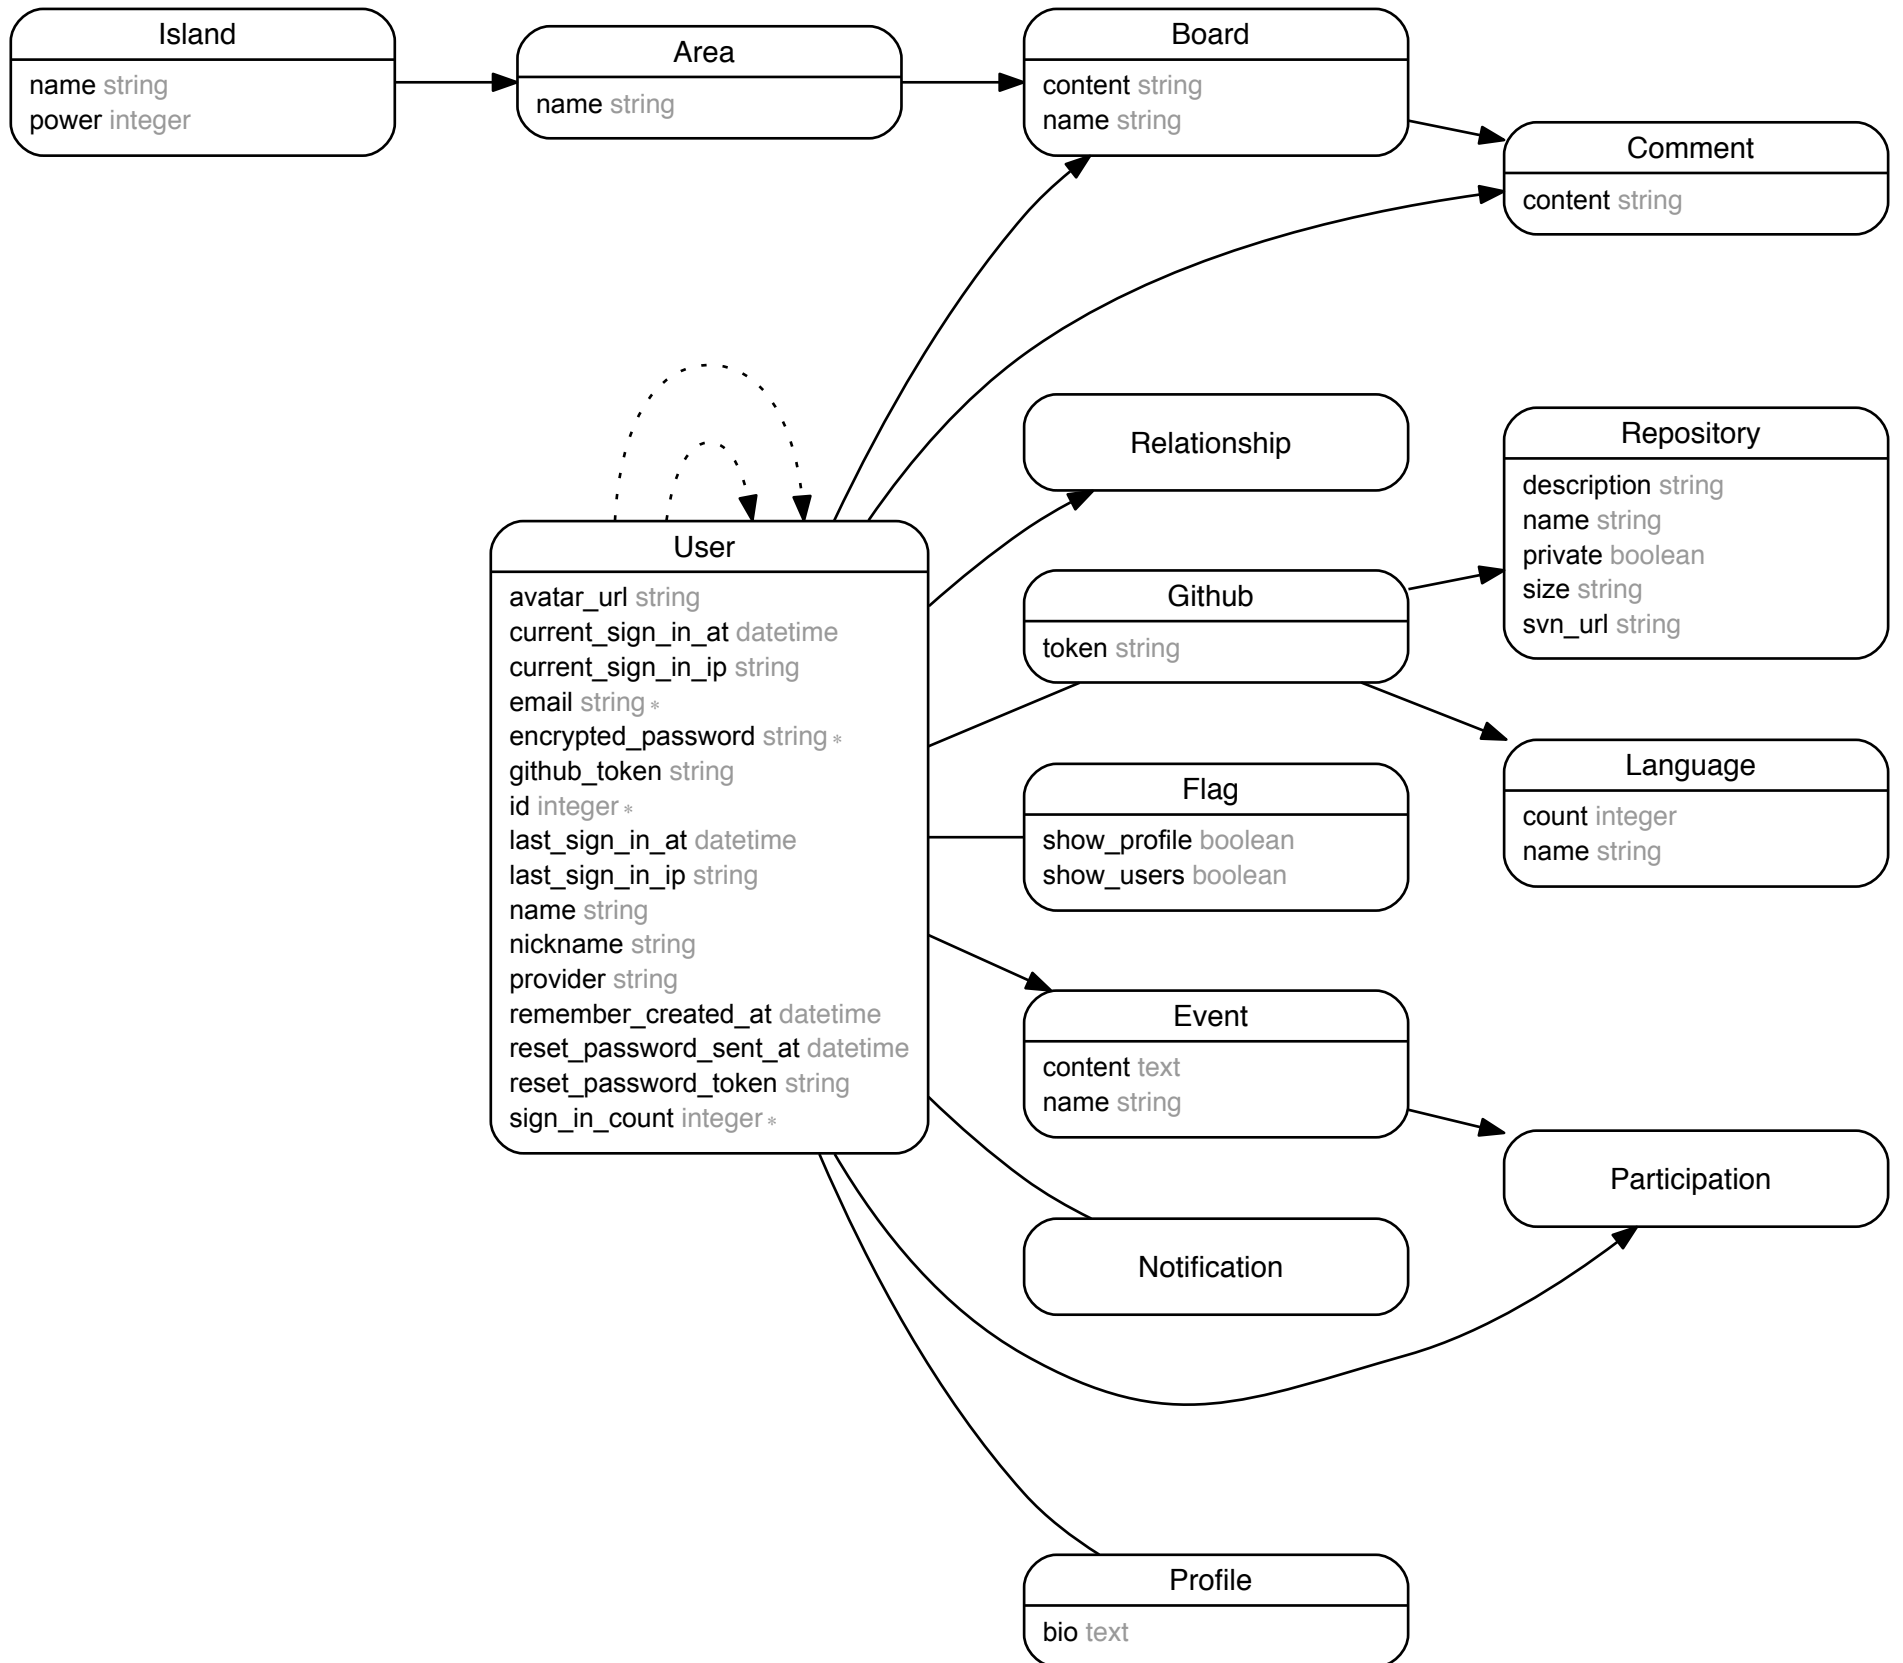 Island
name string
power integer
Area
name string
Board
content string
name string
Comment
content string
Relationship
Repository
description string
name string
private boolean
size string
svn_url string
User
avatar_url string
current_sign_in_at datetime
current_sign_in_ip string
email string *
encrypted_password string *
github_token string
id integer *
last_sign_in_at datetime
last_sign_in_ip string
name string
nickname string
provider string
remember_created_at datetime
reset_password_sent_at datetime
reset_password_token string
sign_in_count integer *
Github
token string
Language
count integer
name string
Flag
show_profile boolean
show_users boolean
Event
content text
name string
Participation
Notification
Profile
bio text